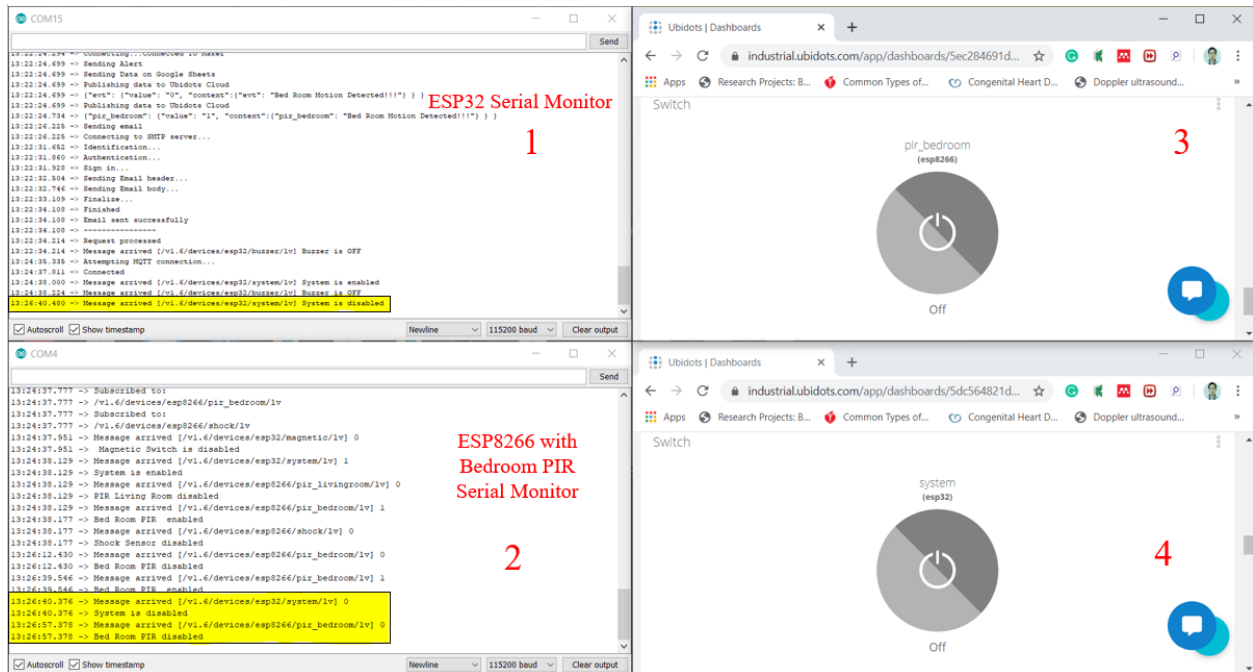 COM15
Send
13:22:24.294 -> Connecting...Connected to Maker
13:22:24.699 -> Sending Alert
13:22:24.699 -> Sending Data on Google Sheets
13:22:24.699 -> Publishing data to Ubidots Cloud
13:22:24.699 -> {"evt": {"value": "0", "context":{"evt": "Bed Room Motion Detected!!!"} } }
13:22:24.699 -> Publishing data to Ubidots Cloud
13:22:24.734 -> {"pir_bedroom": {"value": "1", "context":{"pir_bedroom": "Bed Room Motion Detected!!!"} } }
13:22:26.225 -> Sending email
13:22:26.225 -> Connecting to SMTP server...
13:22:31.652 -> Identification...
13:22:31.860 -> Authentication...
13:22:31.928 -> Sign in...
13:22:32.504 -> Sending Email header...
13:22:32.746 -> Sending Email body...
13:22:33.109 -> Finalize...
13:22:34.108 -> Finished
13:22:34.108 -> Email sent successfully
13:22:34.108 -> ----------------
13:22:34.214 -> Request processed
13:22:34.214 -> Message arrived [/v1.6/devices/esp32/buzzer/lv] Buzzer is OFF
13:24:35.335 -> Attempting MQTT connection...
13:24:37.811 -> Connected
13:24:38.000 -> Message arrived [/v1.6/devices/esp32/system/lv] System is enabled
13:24:38.224 -> Message arrived [/v1.6/devices/esp32/buzzer/lv] Buzzer is OFF
13:26:40.480 -> Message arrived [/v1.6/devices/esp32/system/lv] System is disabled
ESP32 Serial Monitor
1
Autoscroll Show timestamp Newline 115200 baud Clear output
Ubidots | Dashboards
industrial.ubidots.com/app/dashboards/5ec284691d...
Apps Research Projects: B... Common Types of... Congenital Heart D... Doppler ultrasound... »
Switch
pir_bedroom
(esp8266)
Off
3
COM4
Send
13:24:37.777 -> Subscribed to:
13:24:37.777 -> /v1.6/devices/esp8266/pir_bedroom/lv
13:24:37.777 -> Subscribed to:
13:24:37.777 -> /v1.6/devices/esp8266/shock/lv
13:24:37.951 -> Message arrived [/v1.6/devices/esp32/magnetic/lv] 0
13:24:37.951 -> Magnetic Switch is disabled
13:24:38.129 -> Message arrived [/v1.6/devices/esp32/system/lv] 1
13:24:38.129 -> System is enabled
13:24:38.129 -> Message arrived [/v1.6/devices/esp8266/pir_livingroom/lv] 0
13:24:38.129 -> PIR Living Room disabled
13:24:38.129 -> Message arrived [/v1.6/devices/esp8266/pir_bedroom/lv] 1
13:24:38.177 -> Bed Room PIR enabled
13:24:38.177 -> Message arrived [/v1.6/devices/esp8266/shock/lv] 0
13:24:38.177 -> Shock Sensor disabled
13:26:12.430 -> Message arrived [/v1.6/devices/esp8266/pir_bedroom/lv] 0
13:26:12.430 -> Bed Room PIR disabled
13:26:39.546 -> Message arrived [/v1.6/devices/esp8266/pir_bedroom/lv] 1
13:26:39.546 -> Bed Room PIR enabled
13:26:40.376 -> Message arrived [/v1.6/devices/esp32/system/lv] 0
13:26:40.376 -> System is disabled
13:26:57.378 -> Message arrived [/v1.6/devices/esp8266/pir_bedroom/lv] 0
13:26:57.378 -> Bed Room PIR disabled
ESP8266 with
Bedroom PIR
Serial Monitor
2
Autoscroll Show timestamp Newline 115200 baud Clear output
Ubidots | Dashboards
industrial.ubidots.com/app/dashboards/5dc564821d...
Apps Research Projects: B... Common Types of... Congenital Heart D... Doppler ultrasound... »
Switch
system
(esp32)
Off
4